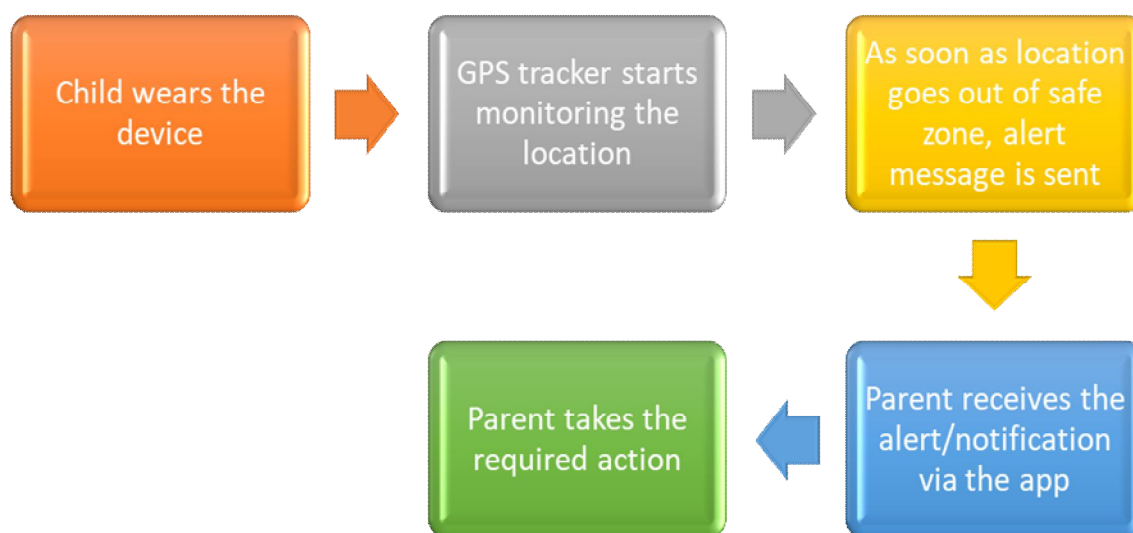 Child wears the
device
GPS tracker starts
monitoring the
location
As soon as location
goes out of safe
zone, alert
message is sent
Parent receives the
alert/notification
via the app
Parent takes the
required action